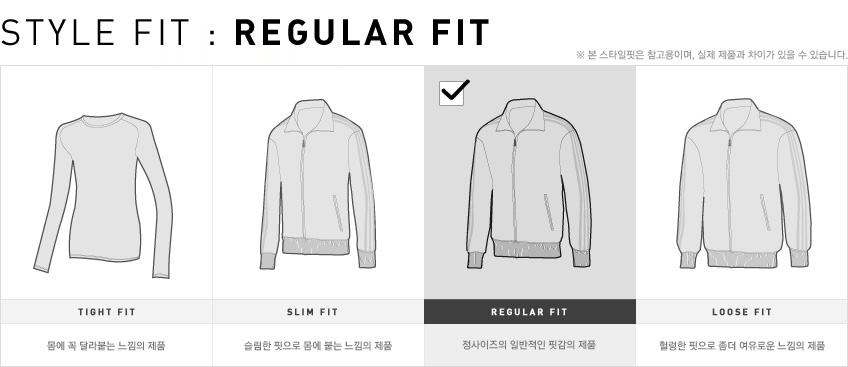 STYLE FIT : REGULAR FIT
※ 본 스타일핏은 참고용이며, 실제 제품과 차이가 있을 수 있습니다.
TIGHT FIT
SLIM FIT
REGULAR FIT
LOOSE FIT
몸에 꼭 달라붙는 느낌의 제품
슬림한 핏으로 몸에 붙는 느낌의 제품
정사이즈의 일반적인 핏감의 제품
헐렁한 핏으로 좀더 여유로운 느낌의 제품